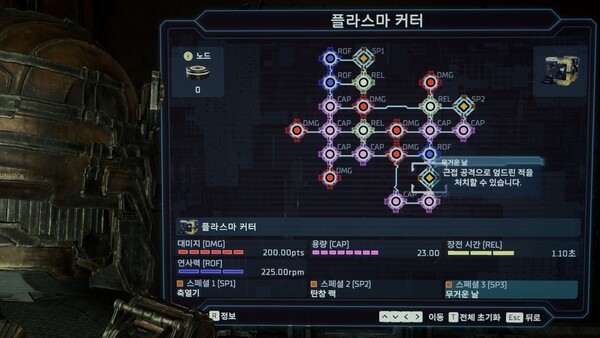 플라스마 커터
노드
0
ROF SP1
ROF REL DMG
CAP DMG REL SP2
DMG CAP REL DMG CAP CAP
CAP CAP DMG ROF
DMG
무거운 날
근접 공격으로 엎드린 적을
처치할 수 있습니다.
CAP
플라스마 커터
대미지 [DMG] 200.00pts
용량 [CAP] 23.00
장전 시간 [REL] 1.10초
연사력 [ROF] 225.00rpm
스페셜 1 [SP1]
축열기
스페셜 2 [SP2]
탄창 랙
스페셜 3 [SP3]
무거운 날
R 정보
이동 T 전체 초기화 Esc 뒤로